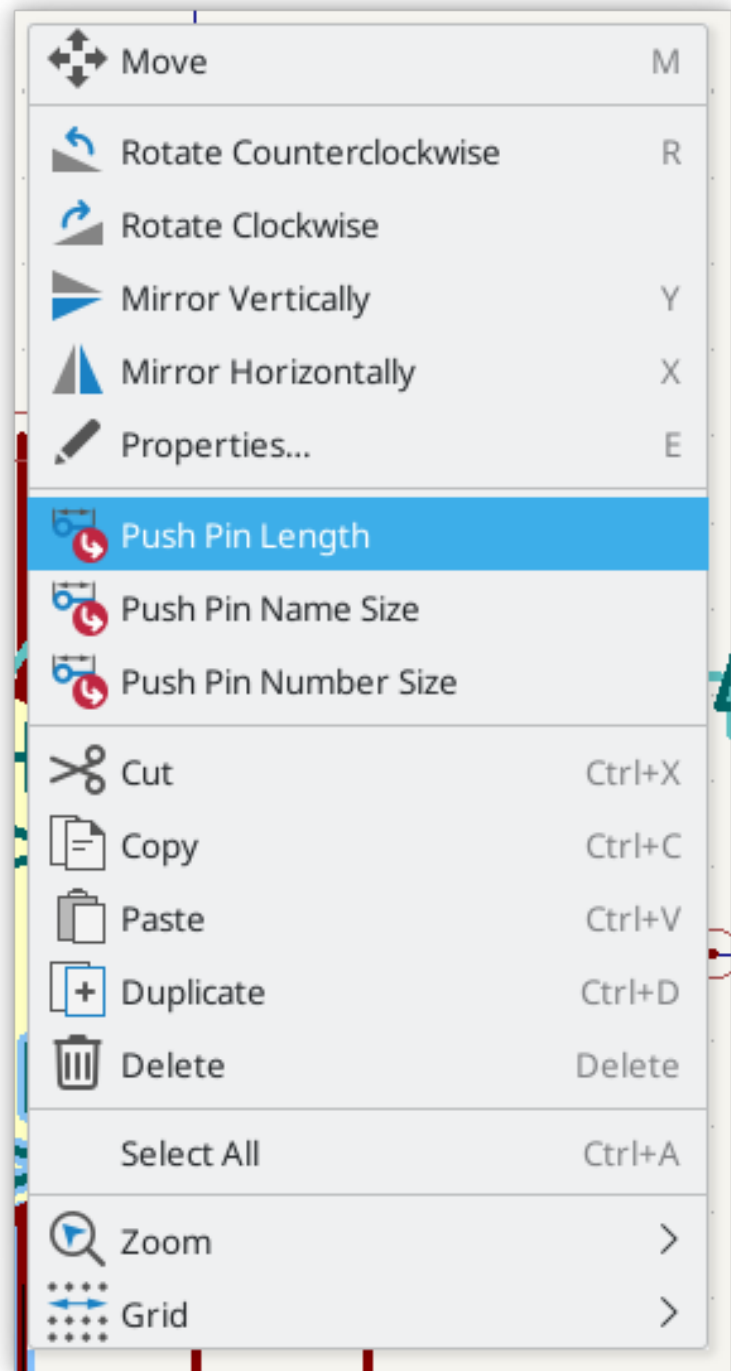 Move M
Rotate Counterclockwise R
Rotate Clockwise
Mirror Vertically Y
Mirror Horizontally X
Properties... E
Push Pin Length
Push Pin Name Size
Push Pin Number Size
Cut Ctrl+X
Copy Ctrl+C
Paste Ctrl+V
Duplicate Ctrl+D
Delete Delete
Select All Ctrl+A
Zoom
Grid